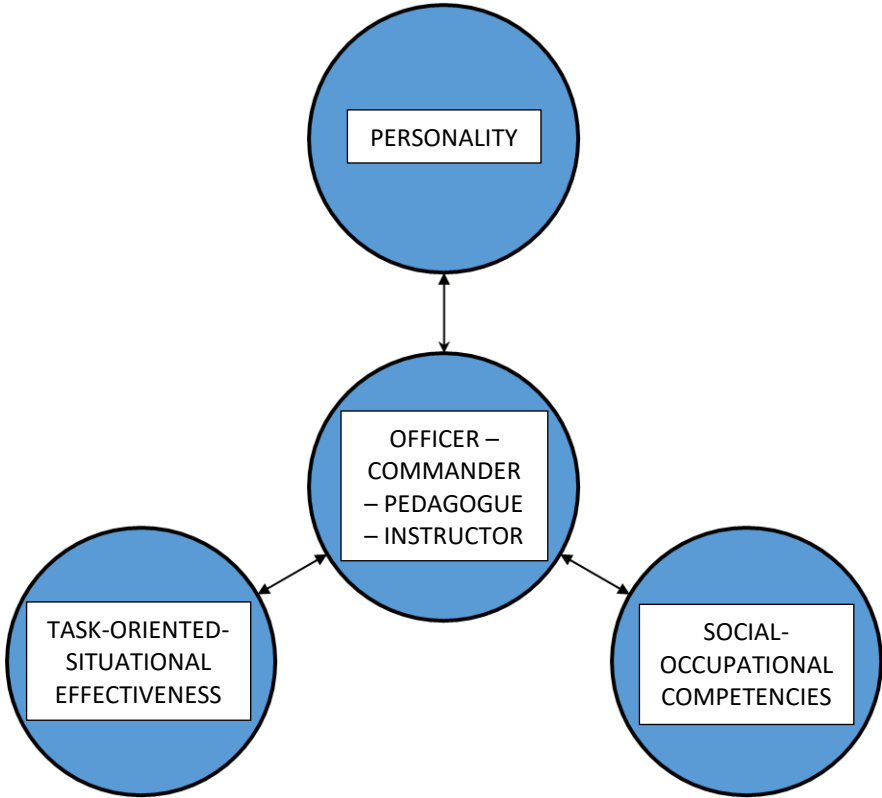 PERSONALITY
OFFICER –
COMMANDER
– PEDAGOGUE
– INSTRUCTOR
TASK-ORIENTED-
SITUATIONAL
EFFECTIVENESS
SOCIAL-
OCCUPATIONAL
COMPETENCIES